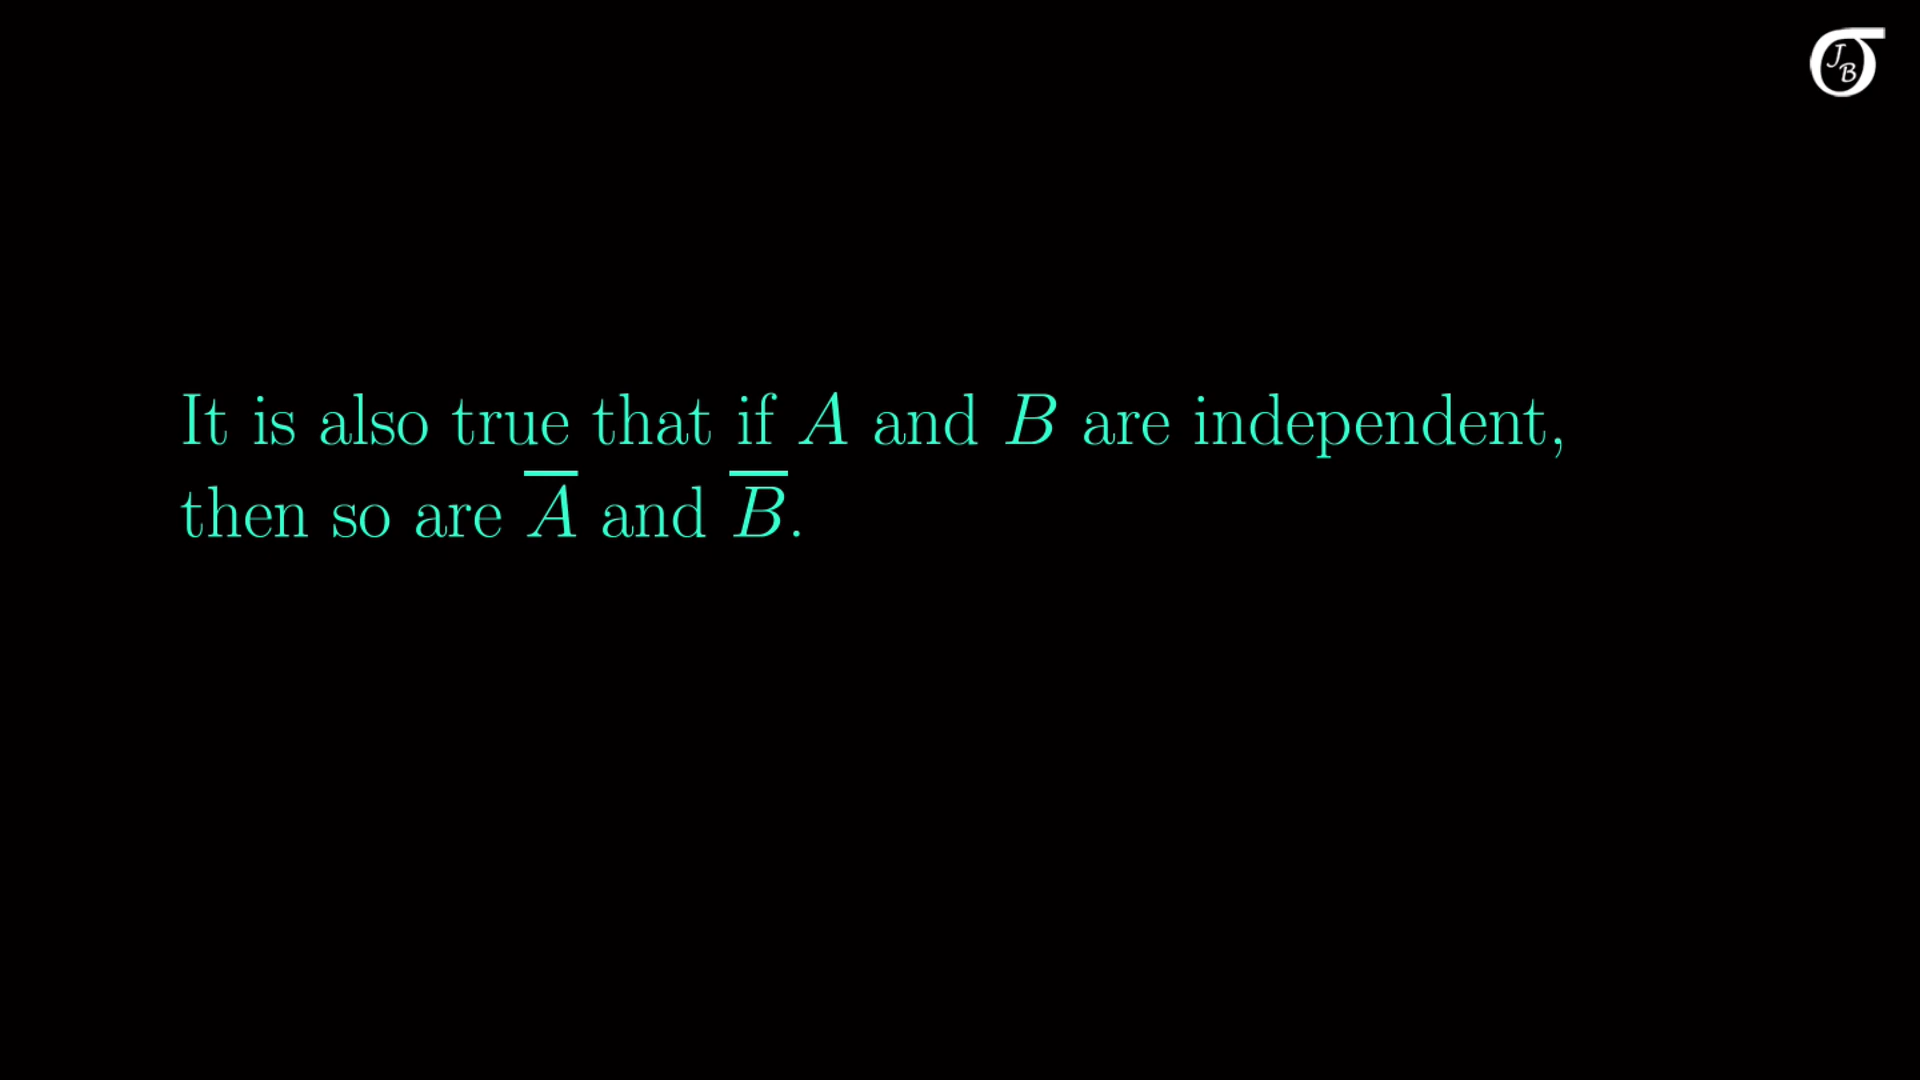 J
B
It is also true that if A and B are independent,
then so are A̅ and B̅.